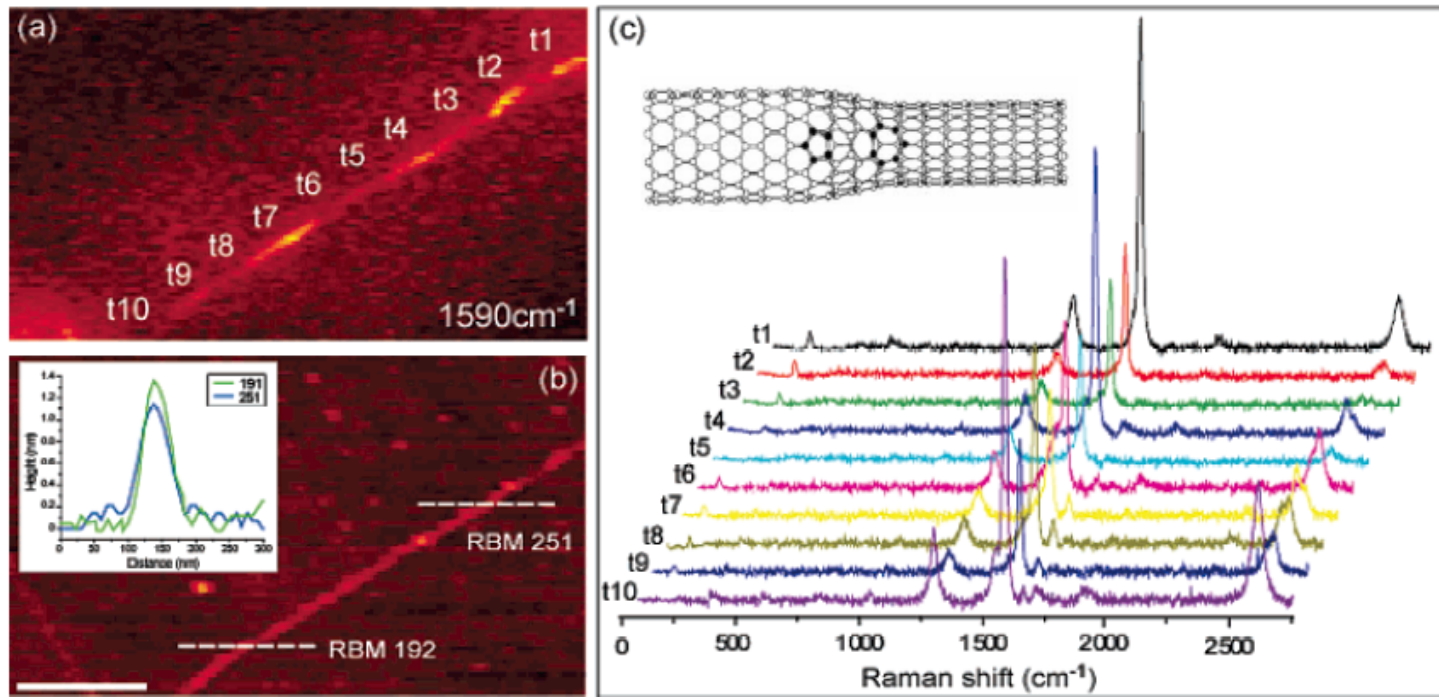 (a)
t1
t2
t3
t4
t5
t6
t7
t8
t9
t10
1590cm⁻¹
(b)
1.4
1.2
1.0
0.8
0.6
0.4
0.2
0
Height (nm)
0 50 100 150 200 250 300
Distance (nm)
191
251
RBM 251
RBM 192
(c)
t1
t2
t3
t4
t5
t6
t7
t8
t9
t10
0 500 1000 1500 2000 2500
Raman shift (cm⁻¹)